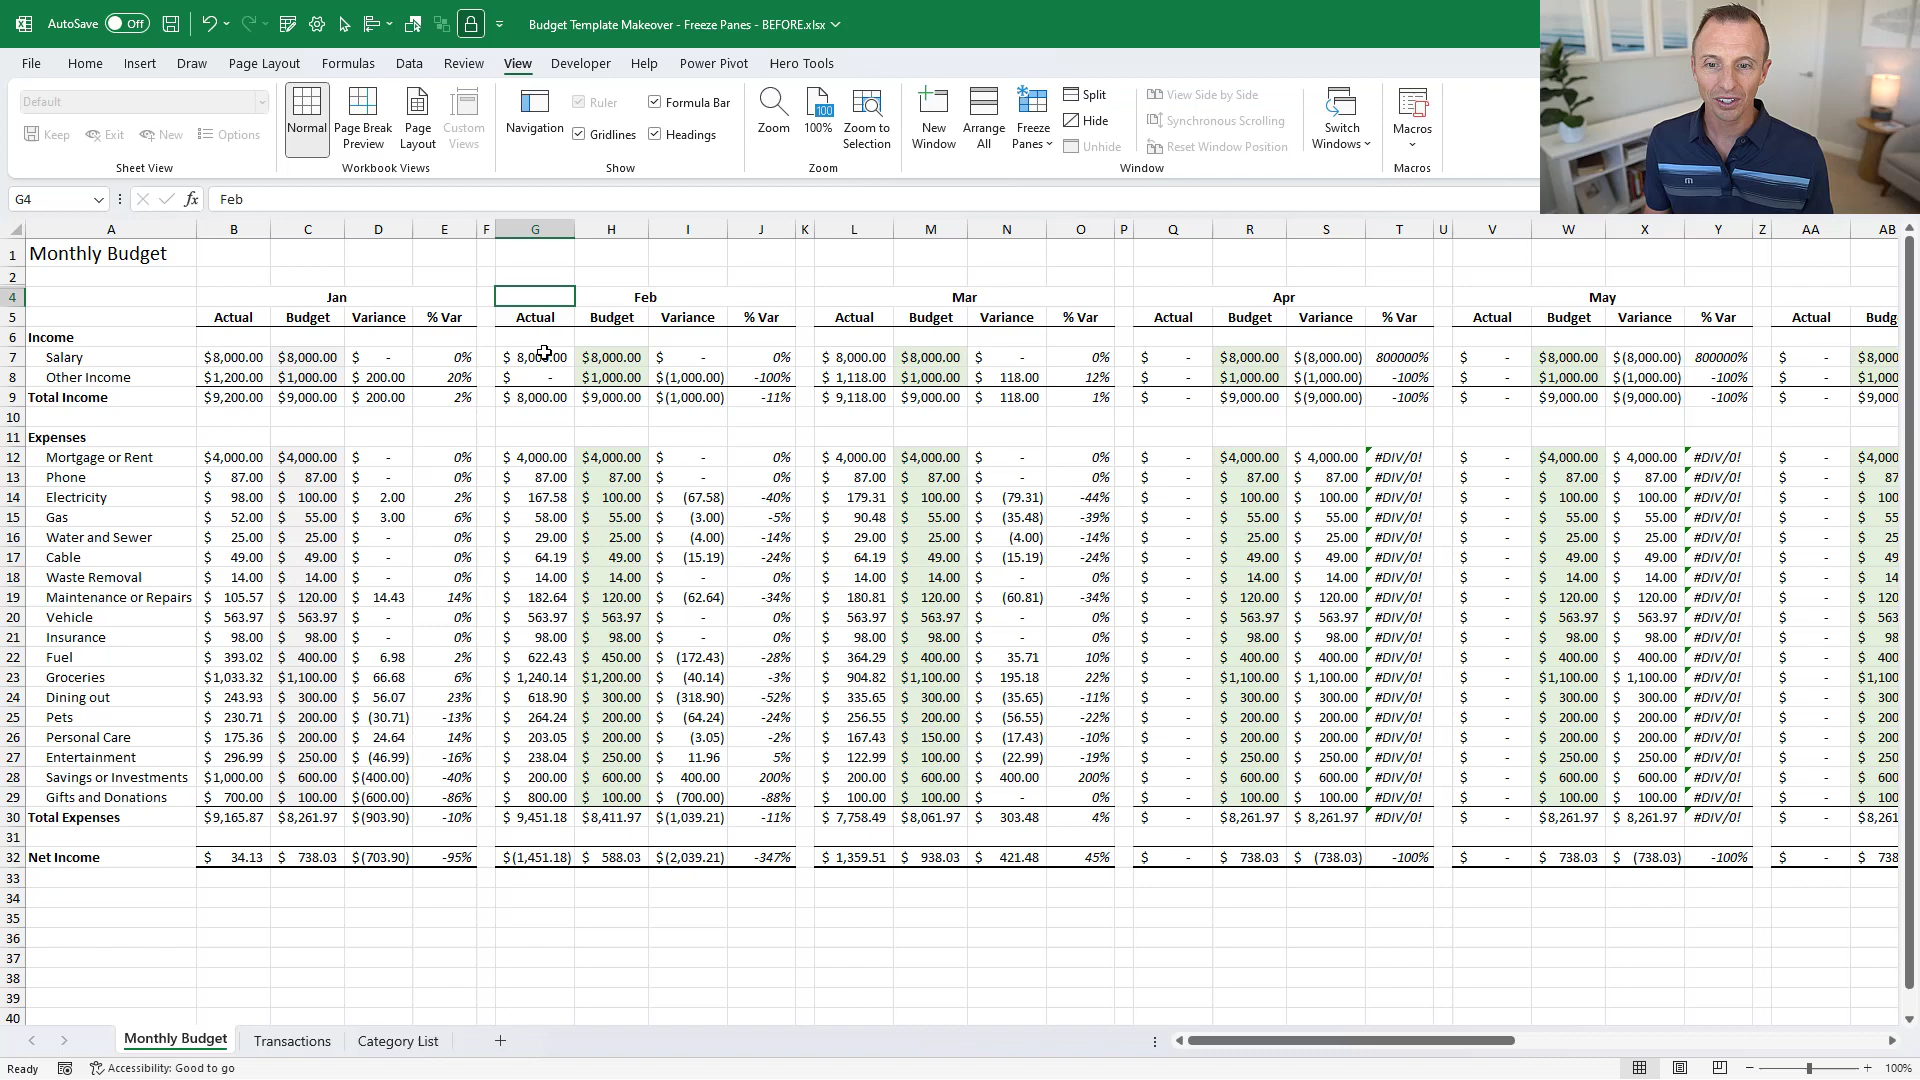 AutoSave Off
Budget Template Makeover - Freeze Panes - BEFORE.xlsx
File Home Insert Draw Page Layout Formulas Data Review View Developer Help Power Pivot Hero Tools
Default
Keep Exit New Options
Sheet View
Normal Page Break Preview Page Layout Custom Views
Workbook Views
Navigation Ruler Formula Bar
Gridlines Headings
Show
Zoom 100 100% Zoom to Selection
Zoom
New Window Arrange All Freeze Panes Split Hide Unhide
View Side by Side
Synchronous Scrolling
Reset Window Position
Switch Windows
Window
Macros
Macros
G4 fx Feb
A B C D E F G H I J K L M N O P Q R S T U V W X Y Z AA AB
1 Monthly Budget
2
4 Jan Feb Mar Apr May
5 Actual Budget Variance % Var Actual Budget Variance % Var Actual Budget Variance % Var Actual Budget Variance % Var Actual Budget Variance % Var Actual Budg
6 Income
7 Salary $8,000.00 $8,000.00 $ - 0% $ 8,000.00 $8,000.00 $ - 0% $ 8,000.00 $8,000.00 $ - 0% $ - $8,000.00 $(8,000.00) 800000% $ - $8,000.00 $(8,000.00) 800000% $ - $8,000
8 Other Income $1,200.00 $1,000.00 $ 200.00 20% $ - $1,000.00 $(1,000.00) -100% $ 1,118.00 $1,000.00 $ 118.00 12% $ - $1,000.00 $(1,000.00) -100% $ - $1,000.00 $(1,000.00) -100% $ - $1,000
9 Total Income $9,200.00 $9,000.00 $ 200.00 2% $ 8,000.00 $9,000.00 $(1,000.00) -11% $ 9,118.00 $9,000.00 $ 118.00 1% $ - $9,000.00 $(9,000.00) -100% $ - $9,000.00 $(9,000.00) -100% $ - $9,000
10
11 Expenses
12 Mortgage or Rent $4,000.00 $4,000.00 $ - 0% $ 4,000.00 $4,000.00 $ - 0% $ 4,000.00 $4,000.00 $ - 0% $ - $4,000.00 $ 4,000.00 #DIV/0! $ - $4,000.00 $ 4,000.00 #DIV/0! $ - $4,000
13 Phone $ 87.00 $ 87.00 $ - 0% $ 87.00 $ 87.00 $ - 0% $ 87.00 $ 87.00 $ - 0% $ - $ 87.00 $ 87.00 #DIV/0! $ - $ 87.00 $ 87.00 #DIV/0! $ - $ 87
14 Electricity $ 98.00 $ 100.00 $ 2.00 2% $ 167.58 $ 100.00 $ (67.58) -40% $ 179.31 $ 100.00 $ (79.31) -44% $ - $ 100.00 $ 100.00 #DIV/0! $ - $ 100.00 $ 100.00 #DIV/0! $ - $ 100
15 Gas $ 52.00 $ 55.00 $ 3.00 6% $ 58.00 $ 55.00 $ (3.00) -5% $ 90.48 $ 55.00 $ (35.48) -39% $ - $ 55.00 $ 55.00 #DIV/0! $ - $ 55.00 $ 55.00 #DIV/0! $ - $ 55
16 Water and Sewer $ 25.00 $ 25.00 $ - 0% $ 29.00 $ 25.00 $ (4.00) -14% $ 29.00 $ 25.00 $ (4.00) -14% $ - $ 25.00 $ 25.00 #DIV/0! $ - $ 25.00 $ 25.00 #DIV/0! $ - $ 25
17 Cable $ 49.00 $ 49.00 $ - 0% $ 64.19 $ 49.00 $ (15.19) -24% $ 64.19 $ 49.00 $ (15.19) -24% $ - $ 49.00 $ 49.00 #DIV/0! $ - $ 49.00 $ 49.00 #DIV/0! $ - $ 49
18 Waste Removal $ 14.00 $ 14.00 $ - 0% $ 14.00 $ 14.00 $ - 0% $ 14.00 $ 14.00 $ - 0% $ - $ 14.00 $ 14.00 #DIV/0! $ - $ 14.00 $ 14.00 #DIV/0! $ - $ 14
19 Maintenance or Repairs $ 105.57 $ 120.00 $ 14.43 14% $ 182.64 $ 120.00 $ (62.64) -34% $ 180.81 $ 120.00 $ (60.81) -34% $ - $ 120.00 $ 120.00 #DIV/0! $ - $ 120.00 $ 120.00 #DIV/0! $ - $ 120
20 Vehicle $ 563.97 $ 563.97 $ - 0% $ 563.97 $ 563.97 $ - 0% $ 563.97 $ 563.97 $ - 0% $ - $ 563.97 $ 563.97 #DIV/0! $ - $ 563.97 $ 563.97 #DIV/0! $ - $ 563
21 Insurance $ 98.00 $ 98.00 $ - 0% $ 98.00 $ 98.00 $ - 0% $ 98.00 $ 98.00 $ - 0% $ - $ 98.00 $ 98.00 #DIV/0! $ - $ 98.00 $ 98.00 #DIV/0! $ - $ 98
22 Fuel $ 393.02 $ 400.00 $ 6.98 2% $ 622.43 $ 450.00 $ (172.43) -28% $ 364.29 $ 400.00 $ 35.71 10% $ - $ 400.00 $ 400.00 #DIV/0! $ - $ 400.00 $ 400.00 #DIV/0! $ - $ 400
23 Groceries $1,033.32 $1,100.00 $ 66.68 6% $ 1,240.14 $1,200.00 $ (40.14) -3% $ 904.82 $1,100.00 $ 195.18 22% $ - $1,100.00 $ 1,100.00 #DIV/0! $ - $1,100.00 $ 1,100.00 #DIV/0! $ - $1,100
24 Dining out $ 243.93 $ 300.00 $ 56.07 23% $ 618.90 $ 300.00 $ (318.90) -52% $ 335.65 $ 300.00 $ (35.65) -11% $ - $ 300.00 $ 300.00 #DIV/0! $ - $ 300.00 $ 300.00 #DIV/0! $ - $ 300
25 Pets $ 230.71 $ 200.00 $ (30.71) -13% $ 264.24 $ 200.00 $ (64.24) -24% $ 256.55 $ 200.00 $ (56.55) -22% $ - $ 200.00 $ 200.00 #DIV/0! $ - $ 200.00 $ 200.00 #DIV/0! $ - $ 200
26 Personal Care $ 175.36 $ 200.00 $ 24.64 14% $ 203.05 $ 200.00 $ (3.05) -2% $ 167.43 $ 150.00 $ (17.43) -10% $ - $ 200.00 $ 200.00 #DIV/0! $ - $ 200.00 $ 200.00 #DIV/0! $ - $ 200
27 Entertainment $ 296.99 $ 250.00 $ (46.99) -16% $ 238.04 $ 250.00 $ 11.96 5% $ 122.99 $ 100.00 $ (22.99) -19% $ - $ 250.00 $ 250.00 #DIV/0! $ - $ 250.00 $ 250.00 #DIV/0! $ - $ 250
28 Savings or Investments $1,000.00 $ 600.00 $(400.00) -40% $ 200.00 $ 600.00 $ 400.00 200% $ 200.00 $ 600.00 $ 400.00 200% $ - $ 600.00 $ 600.00 #DIV/0! $ - $ 600.00 $ 600.00 #DIV/0! $ - $ 600
29 Gifts and Donations $ 700.00 $ 100.00 $(600.00) -86% $ 800.00 $ 100.00 $ (700.00) -88% $ 100.00 $ 100.00 $ - 0% $ - $ 100.00 $ 100.00 #DIV/0! $ - $ 100.00 $ 100.00 #DIV/0! $ - $ 100
30 Total Expenses $9,165.87 $8,261.97 $(903.90) -10% $ 9,451.18 $8,411.97 $(1,039.21) -11% $ 7,758.49 $8,061.97 $ 303.48 4% $ - $8,261.97 $ 8,261.97 #DIV/0! $ - $8,261.97 $ 8,261.97 #DIV/0! $ - $8,261
31
32 Net Income $ 34.13 $ 738.03 $(703.90) -95% $(1,451.18) $ 588.03 $(2,039.21) -347% $ 1,359.51 $ 938.03 $ 421.48 45% $ - $ 738.03 $ (738.03) -100% $ - $ 738.03 $ (738.03) -100% $ - $ 738
33
34
35
36
37
38
39
40
Monthly Budget Transactions Category List
Ready Accessibility: Good to go 100%